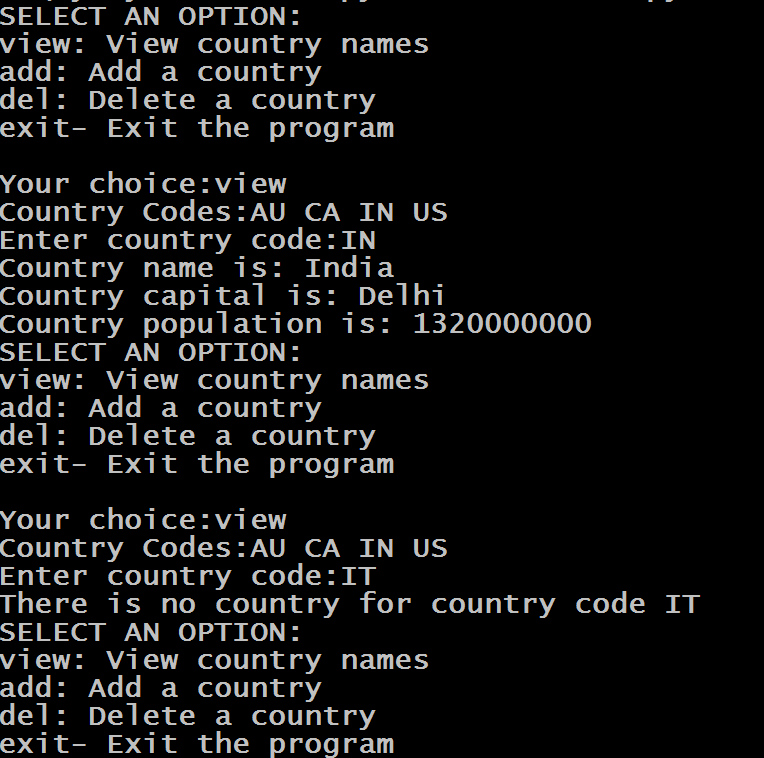 SELECT AN OPTION:
view: View country names
add: Add a country
del: Delete a country
exit- Exit the program
Your choice:view
Country Codes:AU CA IN US
Enter country code:IN
Country name is: India
Country capital is: Delhi
Country population is: 1320000000
SELECT AN OPTION:
view: View country names
add: Add a country
del: Delete a country
exit- Exit the program
Your choice:view
Country Codes:AU CA IN US
Enter country code:IT
There is no country for country code IT
SELECT AN OPTION:
view: View country names
add: Add a country
del: Delete a country
exit- Exit the program